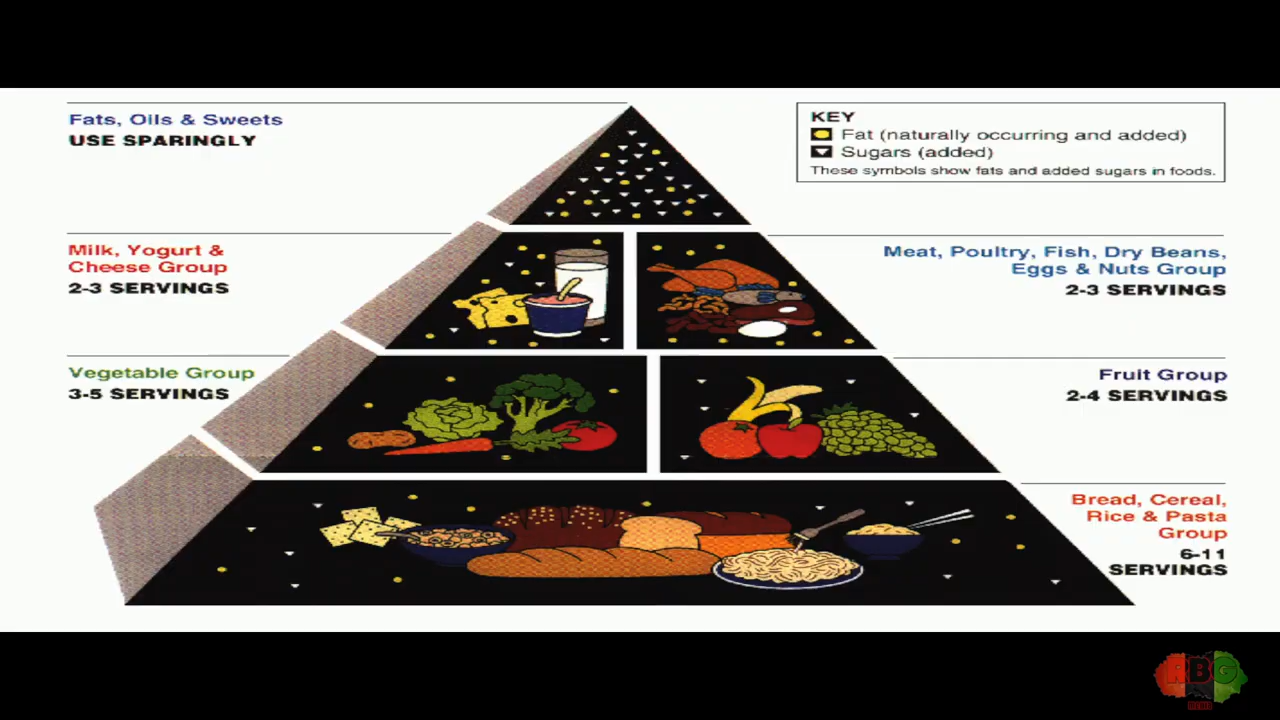 Fats, Oils & Sweets
USE SPARINGLY
KEY
Fat (naturally occurring and added)
Sugars (added)
These symbols show fats and added sugars in foods.
Milk, Yogurt &
Cheese Group
2-3 SERVINGS
Meat, Poultry, Fish, Dry Beans,
Eggs & Nuts Group
2-3 SERVINGS
Vegetable Group
3-5 SERVINGS
Fruit Group
2-4 SERVINGS
Bread, Cereal,
Rice & Pasta
Group
6-11
SERVINGS
RBG